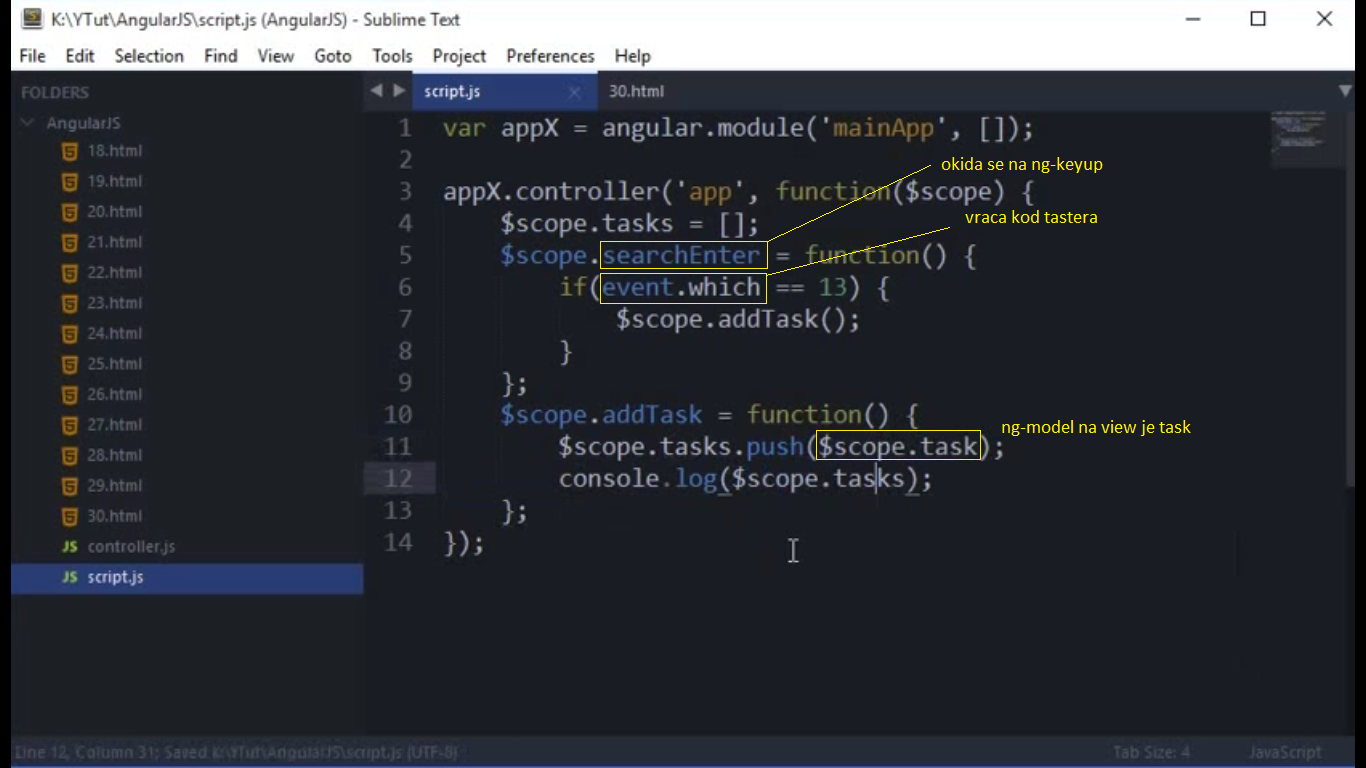 K:\YTut\AngularJS\script.js (AngularJS) - Sublime Text
File Edit Selection Find View Goto Tools Project Preferences Help
FOLDERS
AngularJS
18.html
19.html
20.html
21.html
22.html
23.html
24.html
25.html
26.html
27.html
28.html
29.html
30.html
JS controller.js
JS script.js
script.js 30.html
1 var appX = angular.module('mainApp', []);
2
okida se na ng-keyup
3 appX.controller('app', function($scope) {
vraca kod tastera
4 $scope.tasks = [];
5 $scope.searchEnter = function() {
6 if(event.which == 13) {
7 $scope.addTask();
8 }
9 };
10 $scope.addTask = function() {
ng-model na view je task
11 $scope.tasks.push($scope.task);
12 console.log($scope.tasks);
13 };
14 });
Line 12, Column 31; Saved K:\YTut\AngularJS\script.js (UTF-8)
Tab Size: 4 JavaScript